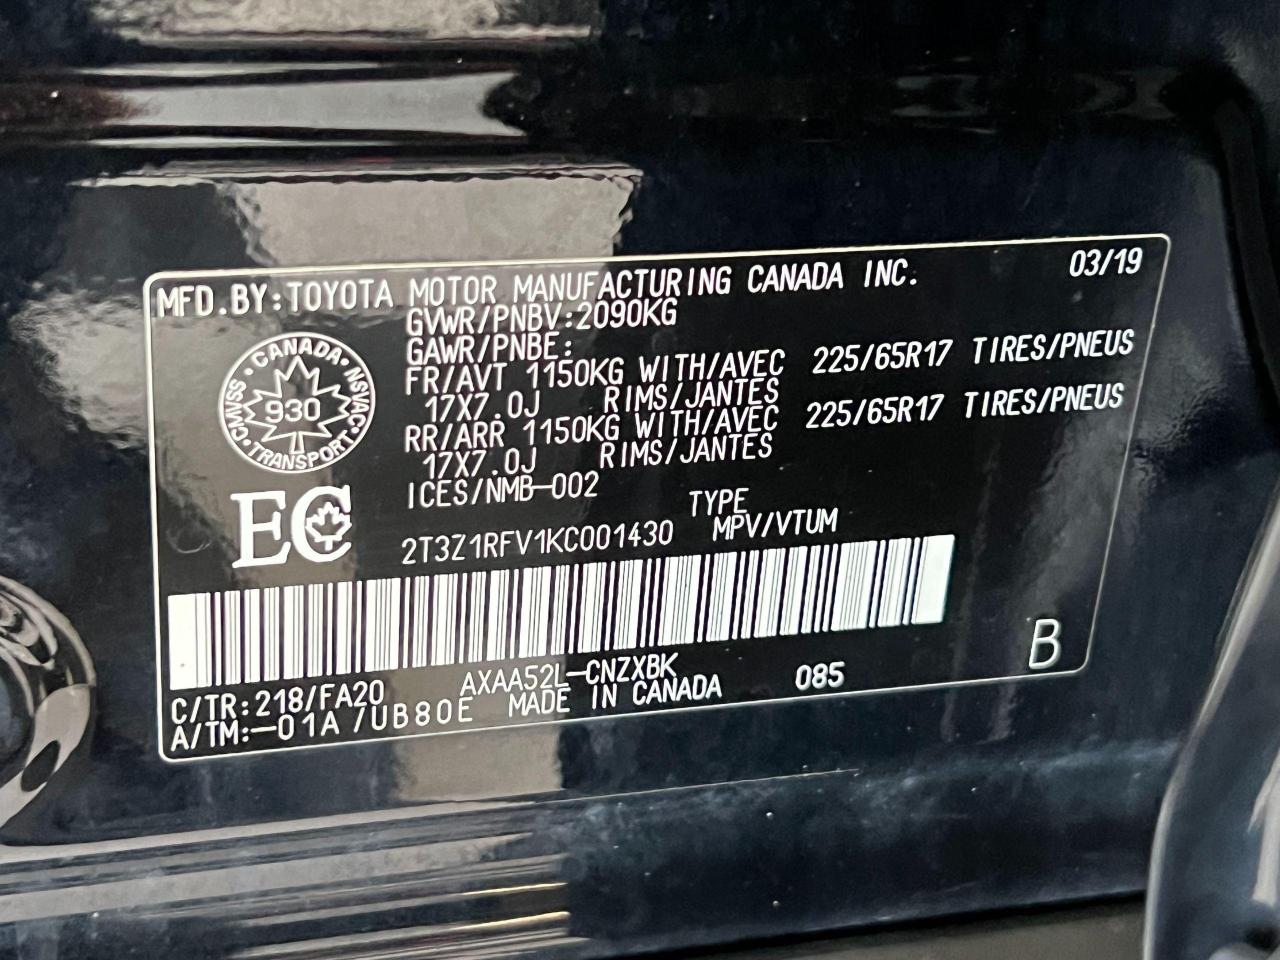 MFD.BY:TOYOTA MOTOR MANUFACTURING CANADA INC. 03/19
GVWR/PNBV:2090KG
GAWR/PNBE:
FR/AVT 1150KG WITH/AVEC 225/65R17 TIRES/PNEUS
17X7.0J RIMS/JANTES
RR/ARR 1150KG WITH/AVEC 225/65R17 TIRES/PNEUS
17X7.0J RIMS/JANTES
ICES/NMB-002
CANADA
930
TRANSPORT
CMVSS
NSVAC
EC
TYPE
2T3Z1RFV1KC001430 MPV/VTUM
C/TR:218/FA20 AXAA52L-CNZXBK
A/TM:-01A /UB80E MADE IN CANADA 085
B